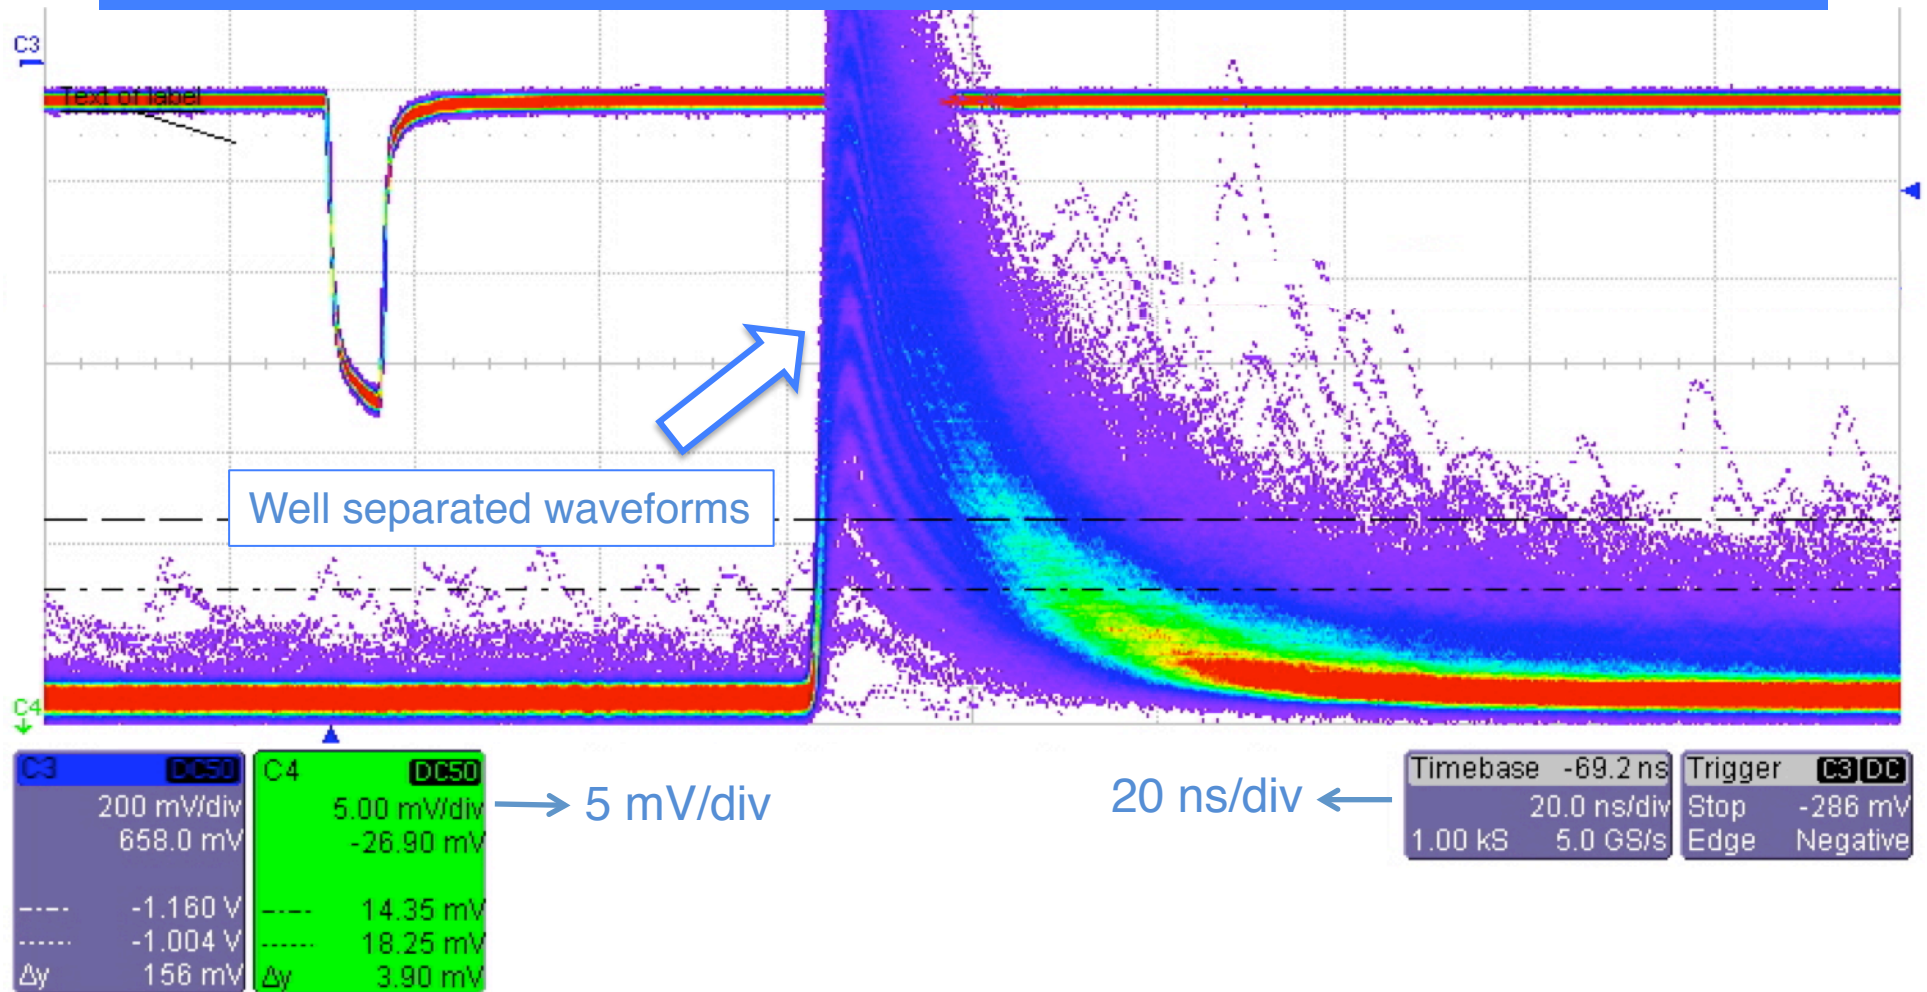 C3
Text of label
Well separated waveforms
C4
C3 DC50
200 mV/div
658.0 mV
-1.160 V
-1.004 V
Δy 156 mV
C4 DC50
5.00 mV/div
-26.90 mV
14.35 mV
18.25 mV
Δy 3.90 mV
5 mV/div
20 ns/div
Timebase -69.2 ns
20.0 ns/div
1.00 kS 5.0 GS/s
Trigger C3 DC
Stop -286 mV
Edge Negative